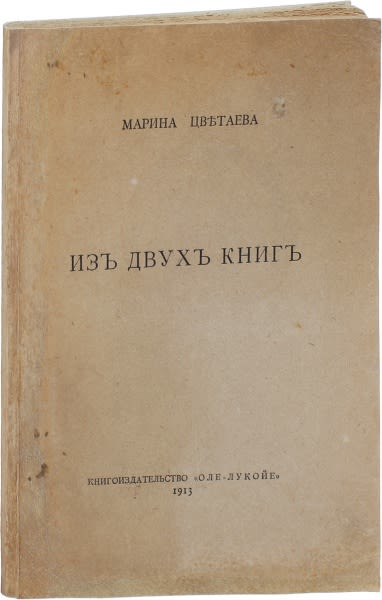 МАРИНА ЦВѢТАЕВА
ИЗЪ ДВУХЪ КНИГЪ
КНИГОИЗДАТЕЛЬСТВО «ОЛЕ-ЛУКОЙЕ»
1913